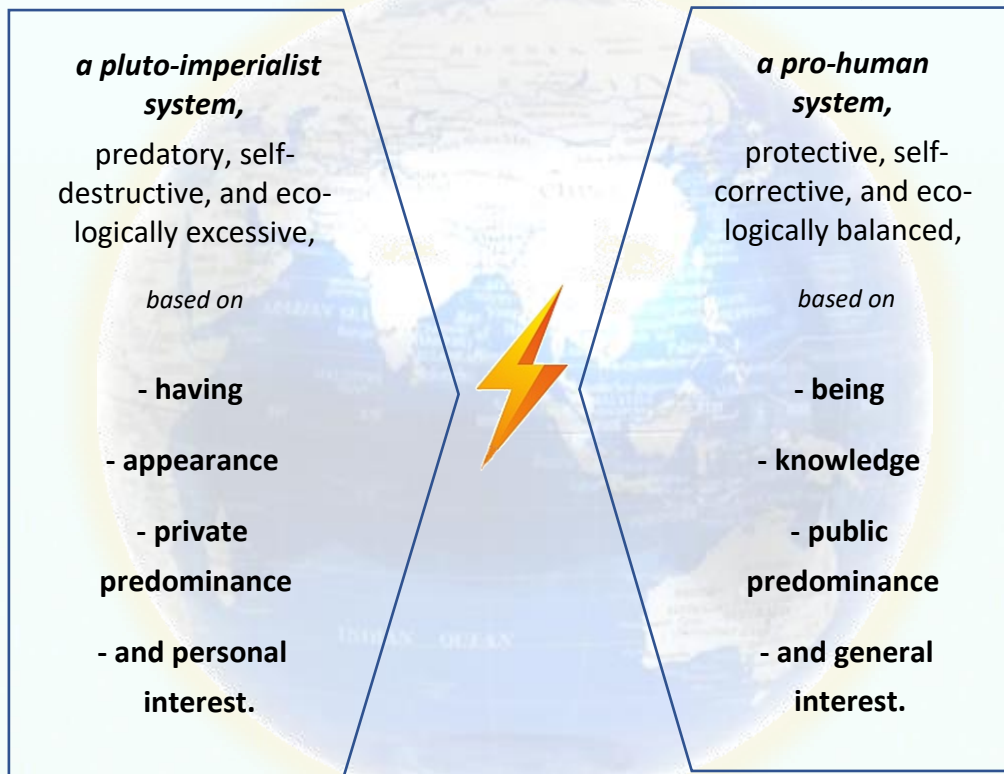 a pluto-imperialist
system,
predatory, self-
destructive, and eco-
logically excessive,
based on
- having
- appearance
- private
predominance
- and personal
interest.
a pro-human
system,
protective, self-
corrective, and eco-
logically balanced,
based on
- being
- knowledge
- public
predominance
- and general
interest.
INDIAN OCEAN